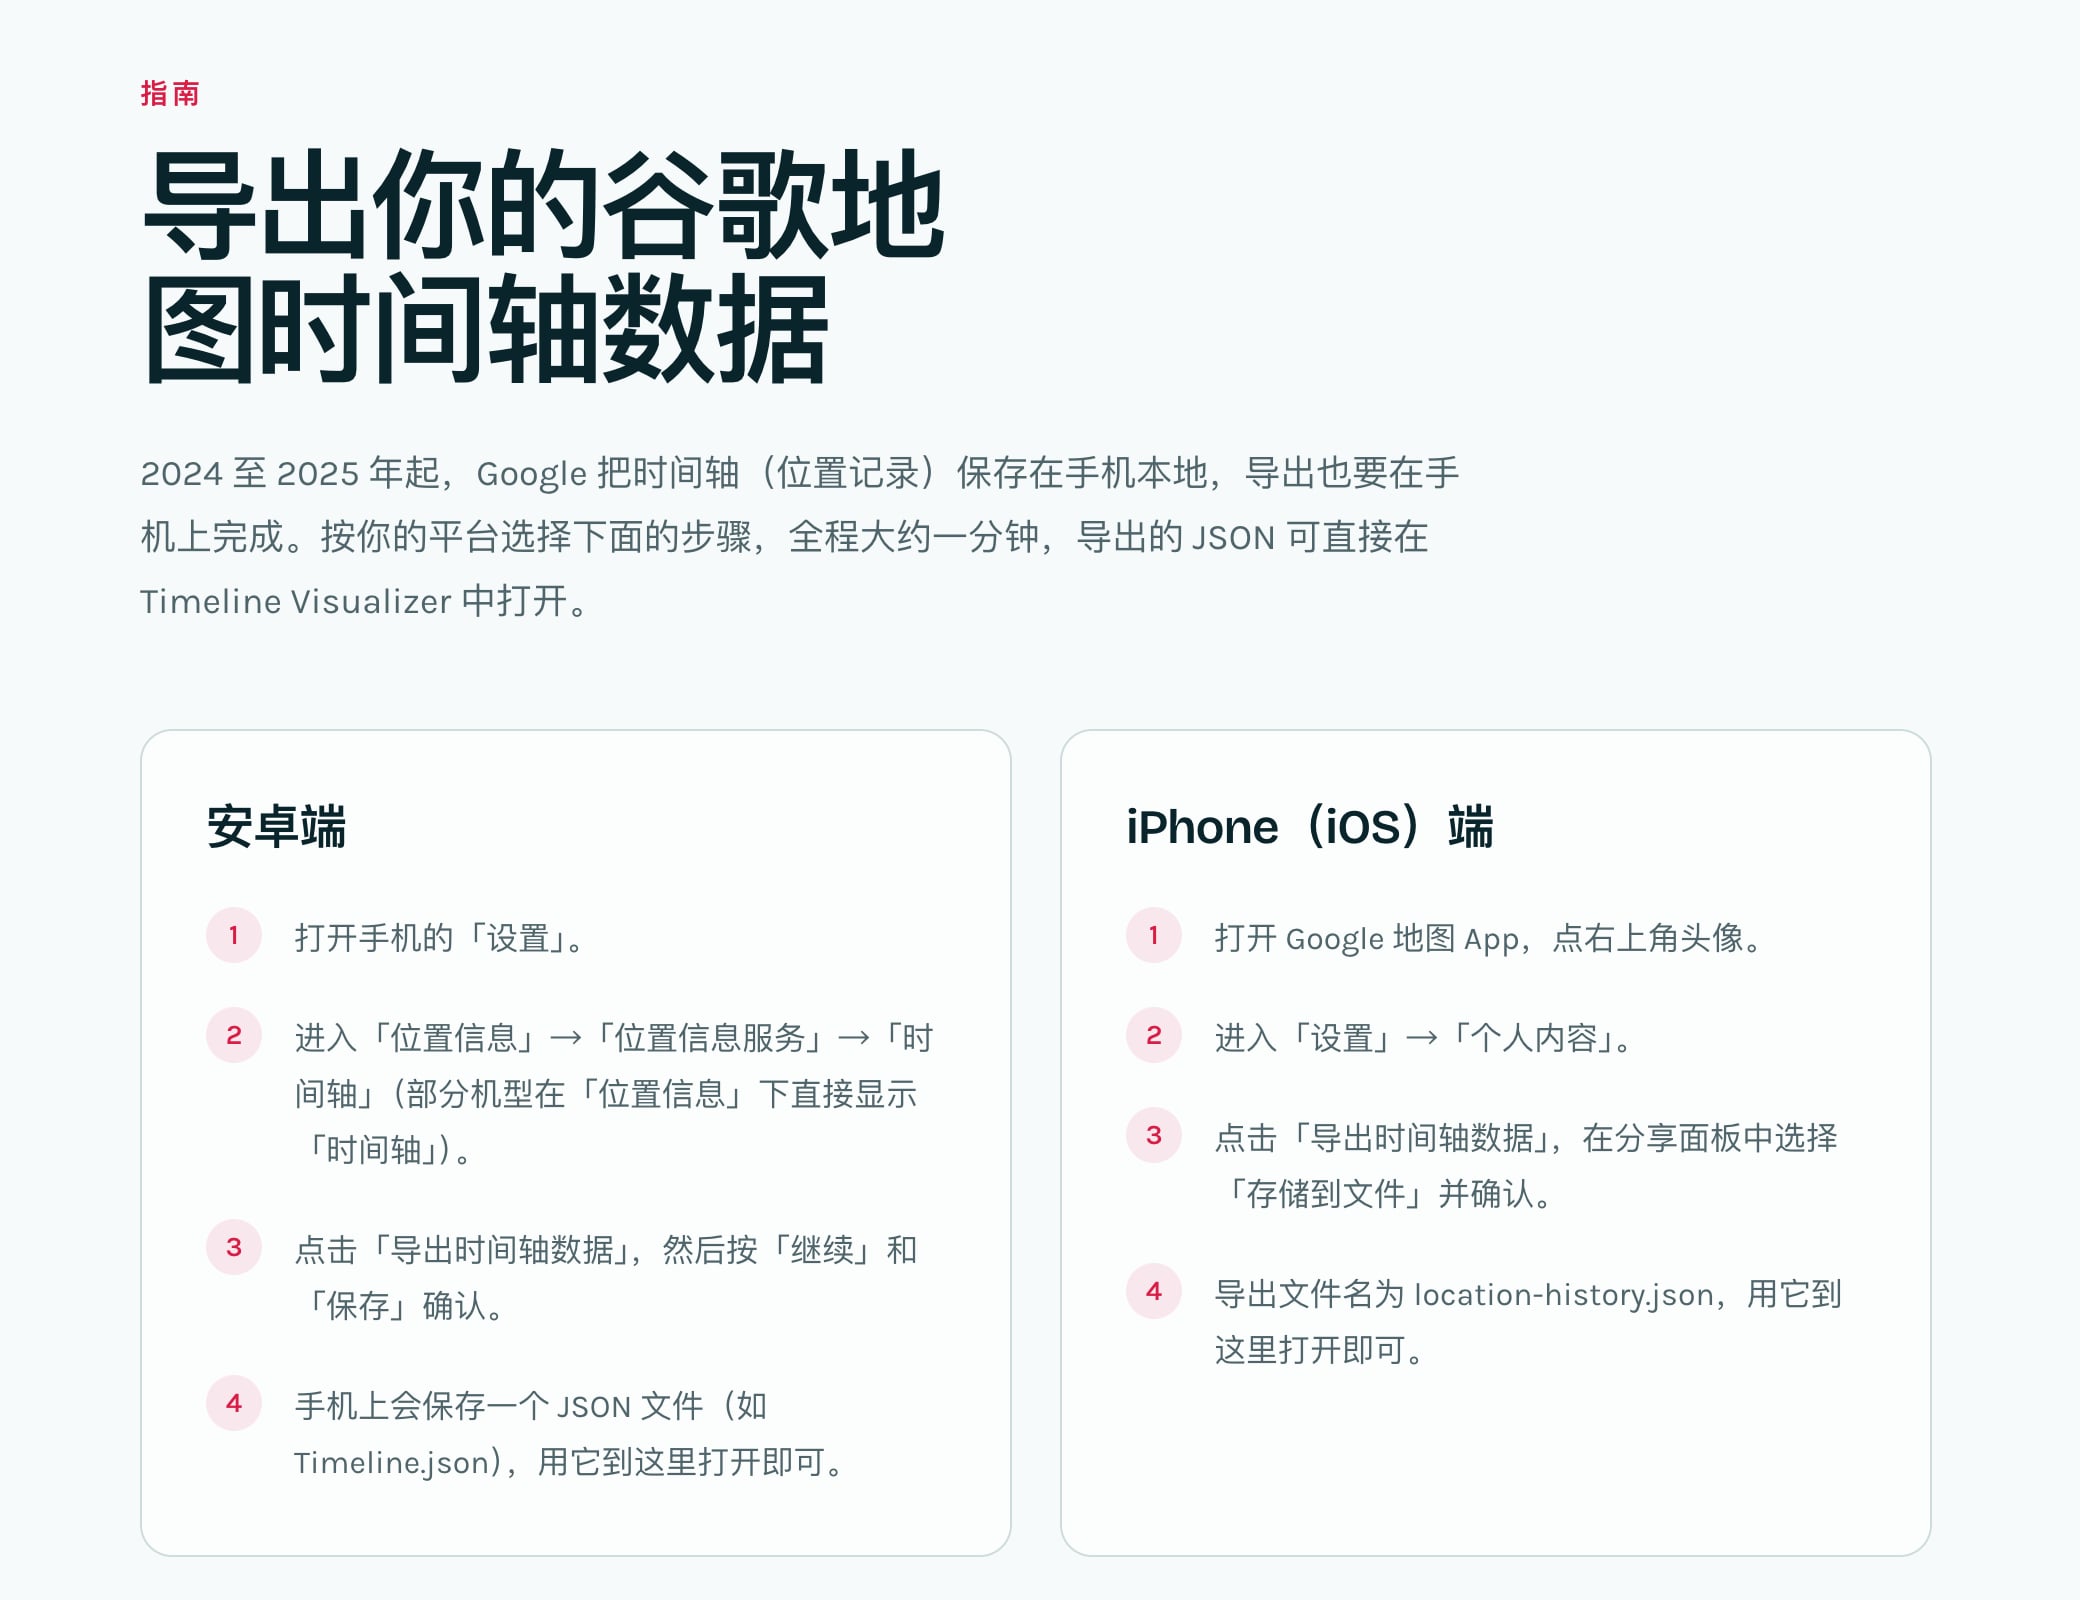 指南
导出你的谷歌地
图时间轴数据
2024 至 2025 年起，Google 把时间轴（位置记录）保存在手机本地，导出也要在手
机上完成。按你的平台选择下面的步骤，全程大约一分钟，导出的 JSON 可直接在
Timeline Visualizer 中打开。
安卓端
1 打开手机的「设置」。
2 进入「位置信息」→「位置信息服务」→「时
间轴」（部分机型在「位置信息」下直接显示
「时间轴」）。
3 点击「导出时间轴数据」，然后按「继续」和
「保存」确认。
4 手机上会保存一个 JSON 文件（如
Timeline.json），用它到这里打开即可。
iPhone（iOS）端
1 打开 Google 地图 App，点右上角头像。
2 进入「设置」→「个人内容」。
3 点击「导出时间轴数据」，在分享面板中选择
「存储到文件」并确认。
4 导出文件名为 location-history.json，用它到
这里打开即可。